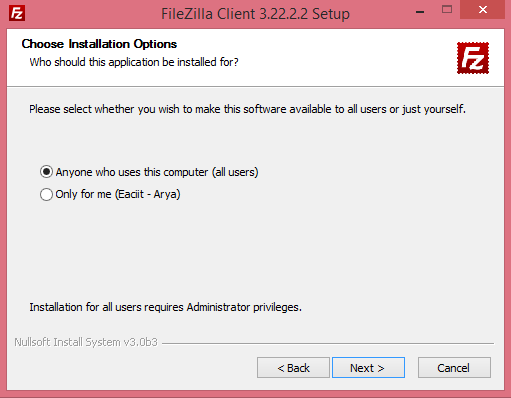 FileZilla Client 3.22.2.2 Setup
Choose Installation Options
Who should this application be installed for?
Please select whether you wish to make this software available to all users or just yourself.
Anyone who uses this computer (all users)
Only for me (Eaciit - Arya)
Installation for all users requires Administrator privileges.
Nullsoft Install System v3.0b3
< Back
Next >
Cancel